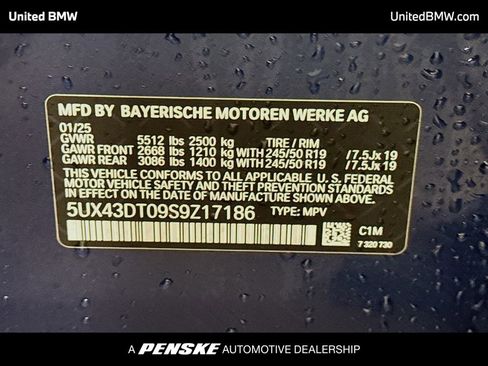 United BMW
UnitedBMW.com
MFD BY BAYERISCHE MOTOREN WERKE AG
01/25
GVWR 5512 lbs 2500 kg TIRE / RIM
GAWR FRONT 2668 lbs 1210 kg WITH 245/50 R19 /7.5Jx19
GAWR REAR 3086 lbs 1400 kg WITH 245/50 R19 /7.5Jx19
THIS VEHICLE CONFORMS TO ALL APPLICABLE U. S. FEDERAL
MOTOR VEHICLE SAFETY, BUMPER AND THEFT PREVENTION
STANDARDS IN EFFECT ON THE DATE OF MANUFACTURE SHOWN ABOVE.
5UX43DT09S9Z17186 TYPE: MPV
C1M
7 320 730
A PENSKE AUTOMOTIVE DEALERSHIP